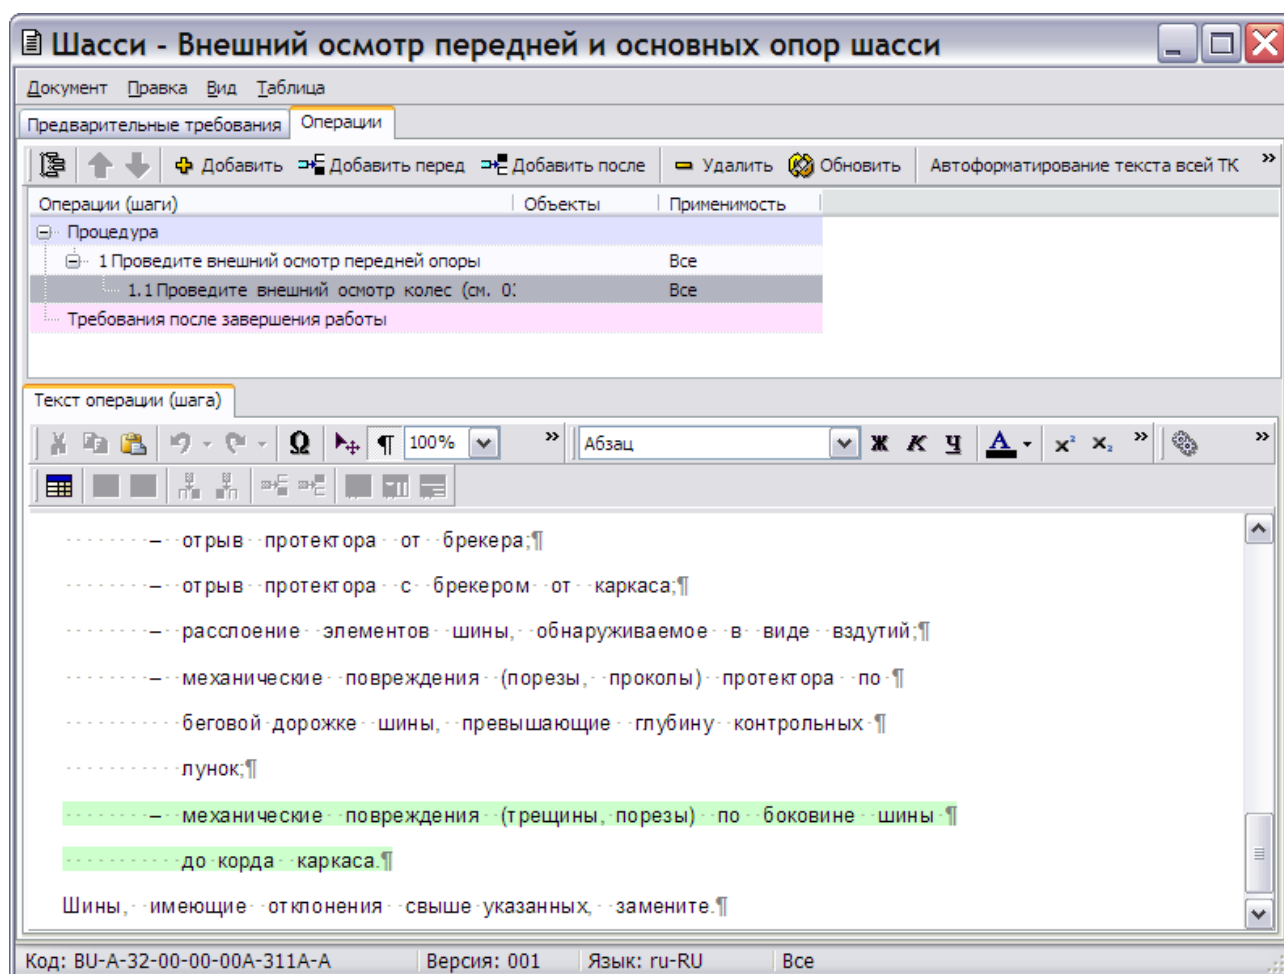 Шасси - Внешний осмотр передней и основных опор шасси
Документ Правка Вид Таблица
Предварительные требования Операции
Добавить Добавить перед Добавить после Удалить Обновить Автоформатирование текста всей ТК »
Операции (шаги) Объекты Применимость
Процедура
1 Проведите внешний осмотр передней опоры Все
1.1 Проведите внешний осмотр колес (см. 0 Все
Требования после завершения работы
Текст операции (шага)
Ω ¶ 100% » Абзац Ж К Ч А x² x₂ » »
– отрыв протектора от брекера;¶
– отрыв протектора с брекером от каркаса;¶
– расслоение элементов шины, обнаруживаемое в виде вздутий;¶
– механические повреждения (порезы, проколы) протектора по ¶
беговой дорожке шины, превышающие глубину контрольных ¶
лунок;¶
– механические повреждения (трещины, порезы) по боковине шины ¶
до корда каркаса.¶
Шины, имеющие отклонения свыше указанных, замените.¶
Код: BU-A-32-00-00-00A-311A-A Версия: 001 Язык: ru-RU Все